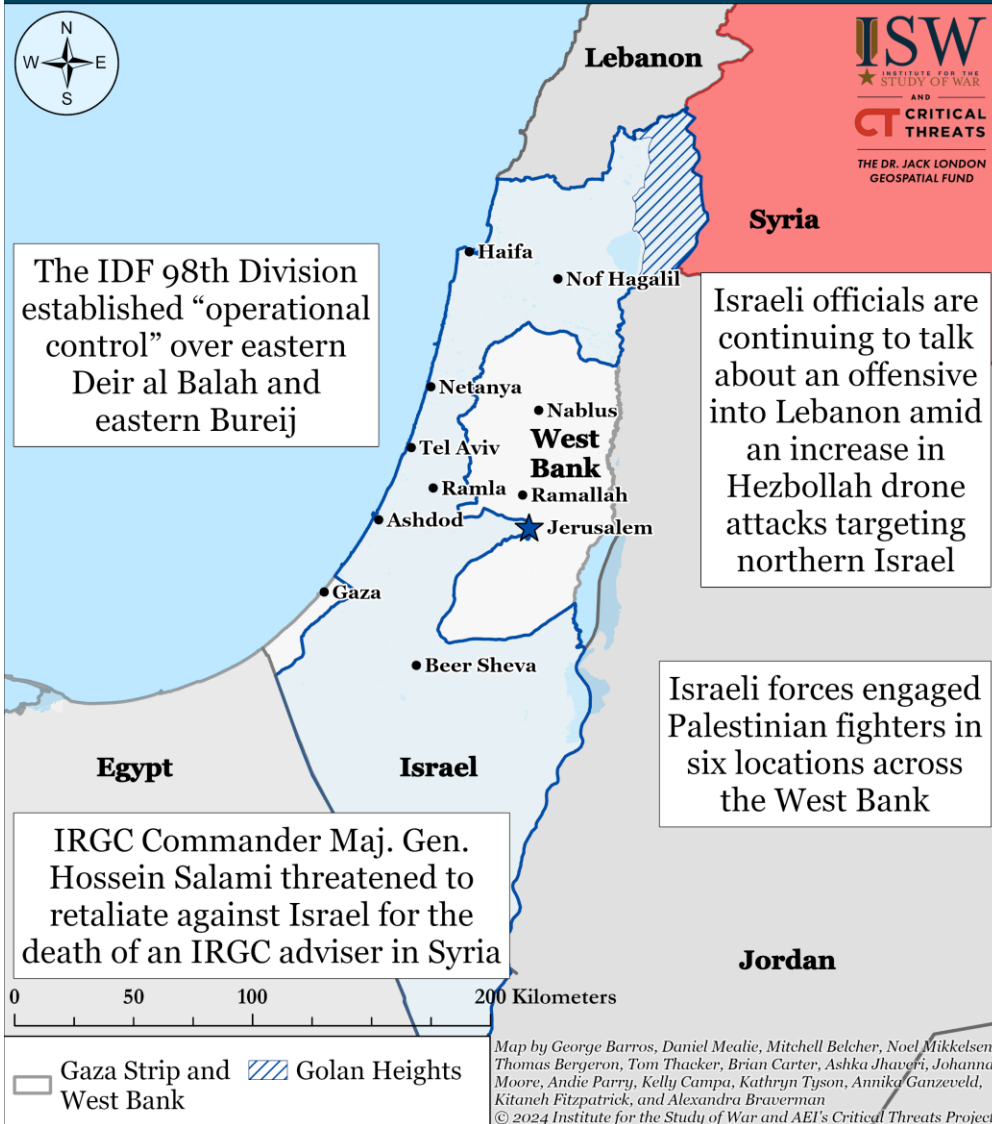 N
W
E
S
Lebanon
ISW
INSTITUTE FOR THE
STUDY OF WAR
AND
CT CRITICAL
THREATS
THE DR. JACK LONDON
GEOSPATIAL FUND
Syria
Haifa
Nof Hagalil
The IDF 98th Division
established “operational
control” over eastern
Deir al Balah and
eastern Bureij
Israeli officials are
continuing to talk
about an offensive
into Lebanon amid
an increase in
Hezbollah drone
attacks targeting
northern Israel
Netanya
Nablus
West
Bank
Tel Aviv
Ramla
Ramallah
Ashdod
Jerusalem
Gaza
Beer Sheva
Israeli forces engaged
Palestinian fighters in
six locations across
the West Bank
Egypt
Israel
IRGC Commander Maj. Gen.
Hossein Salami threatened to
retaliate against Israel for the
death of an IRGC adviser in Syria
Jordan
0 50 100 200 Kilometers
Gaza Strip and
West Bank
Golan Heights
Map by George Barros, Daniel Mealie, Mitchell Belcher, Noel Mikkelsen,
Thomas Bergeron, Tom Thacker, Brian Carter, Ashka Jhaveri, Johanna
Moore, Andie Parry, Kelly Campa, Kathryn Tyson, Annika Ganzeveld,
Kitaneh Fitzpatrick, and Alexandra Braverman
© 2024 Institute for the Study of War and AEI's Critical Threats Project